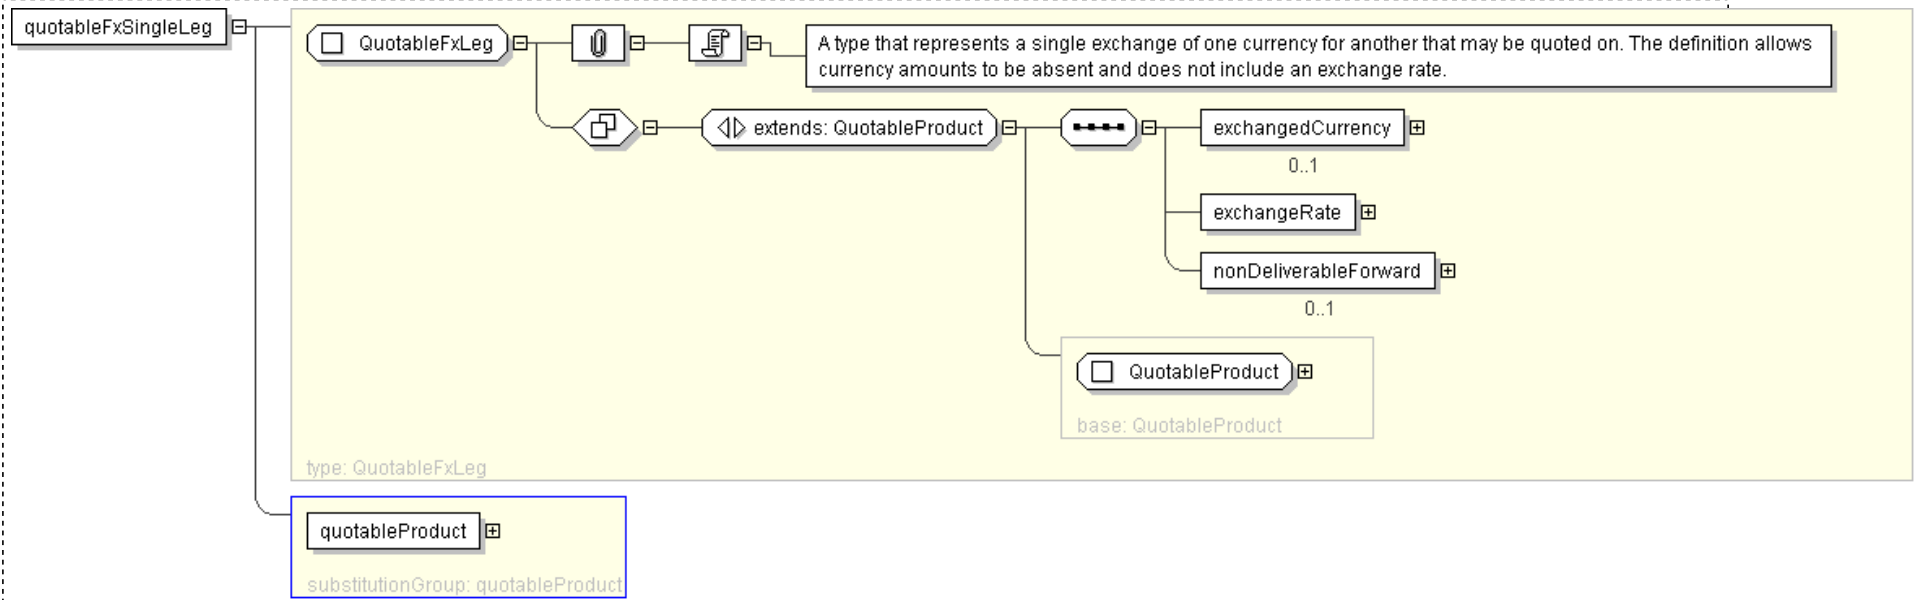 quotableFxSingleLeg
QuotableFxLeg
A type that represents a single exchange of one currency for another that may be quoted on. The definition allows
currency amounts to be absent and does not include an exchange rate.
extends: QuotableProduct
exchangedCurrency
0..1
exchangeRate
nonDeliverableForward
0..1
QuotableProduct
base: QuotableProduct
type: QuotableFxLeg
quotableProduct
substitutionGroup: quotableProduct